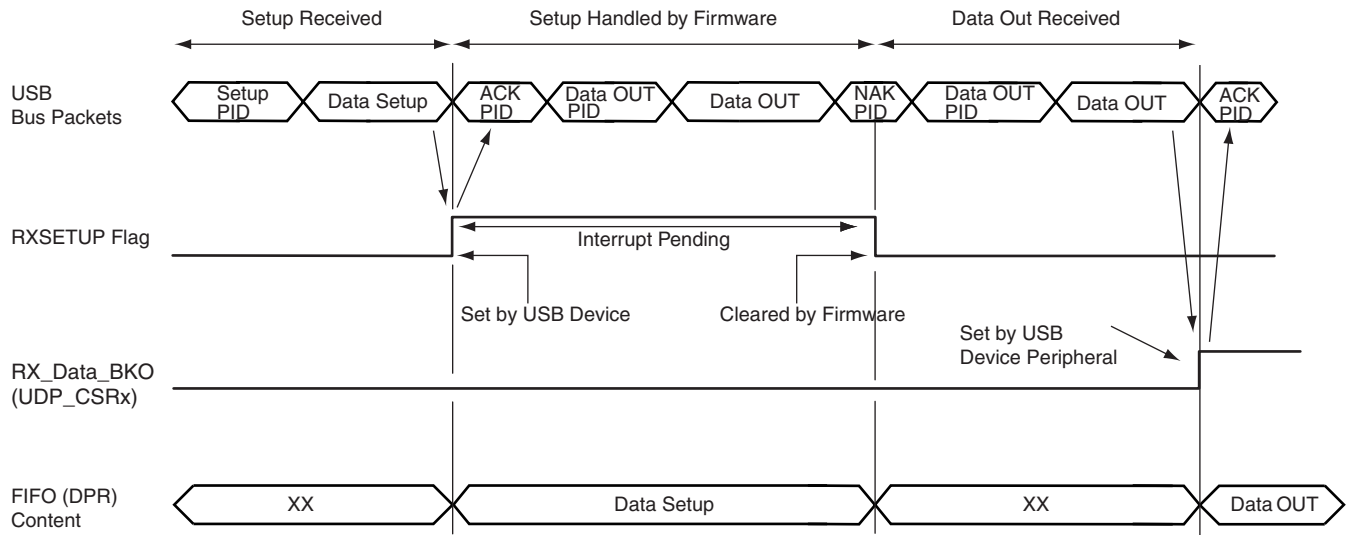 Setup Received
Setup Handled by Firmware
Data Out Received
USB
Bus Packets
Setup
PID
Data Setup
ACK
PID
Data OUT
PID
Data OUT
NAK
PID
Data OUT
PID
Data OUT
ACK
PID
RXSETUP Flag
Interrupt Pending
Set by USB Device
Cleared by Firmware
Set by USB
Device Peripheral
RX_Data_BKO
(UDP_CSRx)
FIFO (DPR)
Content
XX
Data Setup
XX
Data OUT